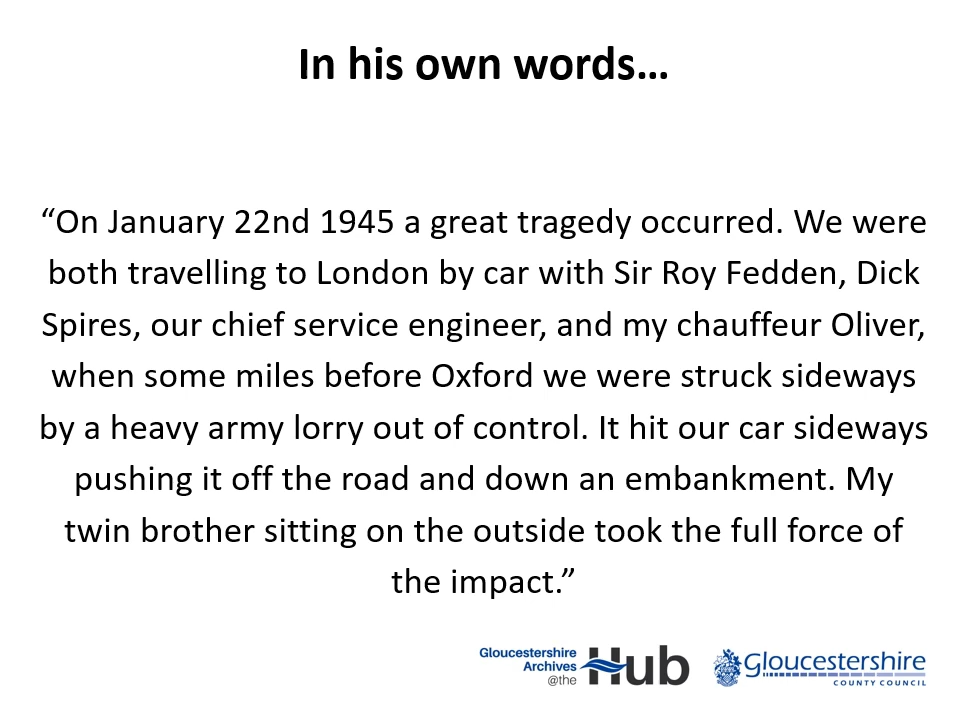 In his own words…
“On January 22nd 1945 a great tragedy occurred. We were
both travelling to London by car with Sir Roy Fedden, Dick
Spires, our chief service engineer, and my chauffeur Oliver,
when some miles before Oxford we were struck sideways
by a heavy army lorry out of control. It hit our car sideways
pushing it off the road and down an embankment. My
twin brother sitting on the outside took the full force of
the impact.”
Gloucestershire
Archives
@the
Hub
Gloucestershire
COUNTY COUNCIL